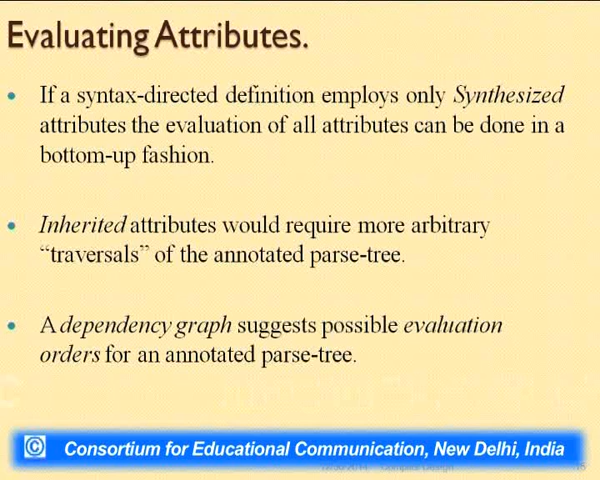 Evaluating Attributes.
• If a syntax-directed definition employs only Synthesized
attributes the evaluation of all attributes can be done in a
bottom-up fashion.
• Inherited attributes would require more arbitrary
“traversals” of the annotated parse-tree.
• A dependency graph suggests possible evaluation
orders for an annotated parse-tree.
© Consortium for Educational Communication, New Delhi, India